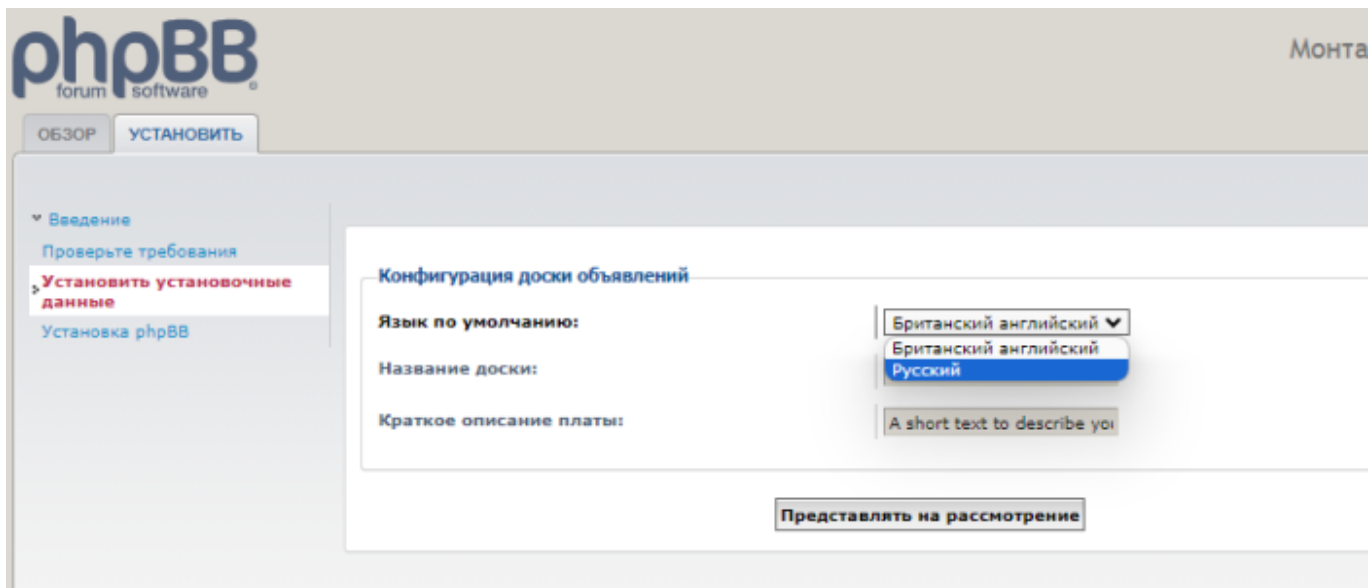 phpBB
forum software
Монта
ОБЗОР
УСТАНОВИТЬ
Введение
Проверьте требования
Установить установочные
данные
Установка phpBB
Конфигурация доски объявлений
Язык по умолчанию:
Британский английский
Британский английский
Русский
Название доски:
Краткое описание платы:
A short text to describe you
Представлять на рассмотрение